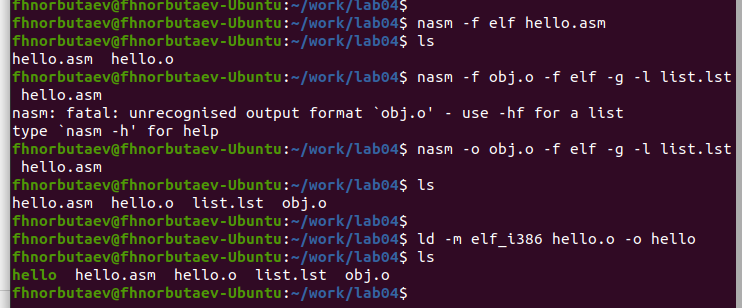 fhnorbutaev@fhnorbutaev-Ubuntu:~/work/lab04$
fhnorbutaev@fhnorbutaev-Ubuntu:~/work/lab04$ nasm -f elf hello.asm
fhnorbutaev@fhnorbutaev-Ubuntu:~/work/lab04$ ls
hello.asm  hello.o
fhnorbutaev@fhnorbutaev-Ubuntu:~/work/lab04$ nasm -f obj.o -f elf -g -l list.lst
 hello.asm
nasm: fatal: unrecognised output format `obj.o' - use -hf for a list
type `nasm -h' for help
fhnorbutaev@fhnorbutaev-Ubuntu:~/work/lab04$ nasm -o obj.o -f elf -g -l list.lst
 hello.asm
fhnorbutaev@fhnorbutaev-Ubuntu:~/work/lab04$ ls
hello.asm  hello.o  list.lst  obj.o
fhnorbutaev@fhnorbutaev-Ubuntu:~/work/lab04$
fhnorbutaev@fhnorbutaev-Ubuntu:~/work/lab04$ ld -m elf_i386 hello.o -o hello
fhnorbutaev@fhnorbutaev-Ubuntu:~/work/lab04$ ls
hello  hello.asm  hello.o  list.lst  obj.o
fhnorbutaev@fhnorbutaev-Ubuntu:~/work/lab04$